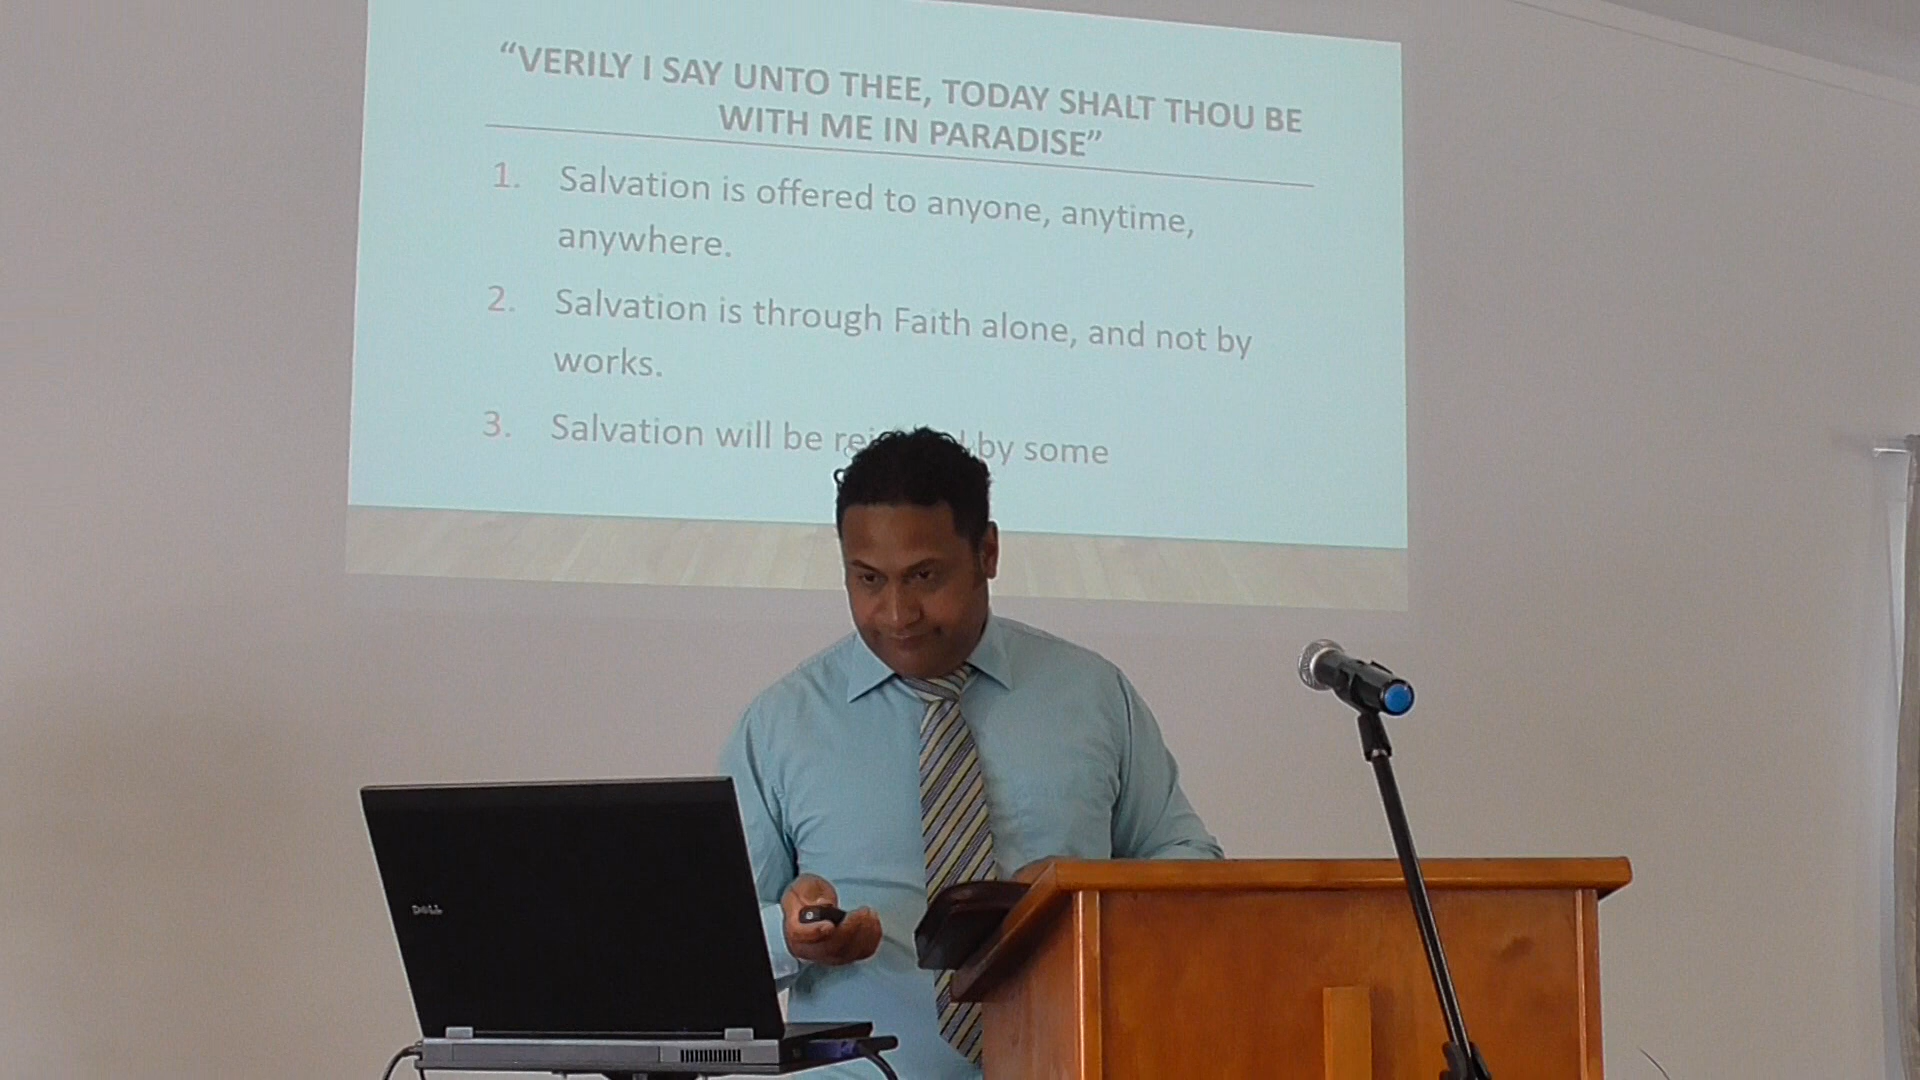 “VERILY I SAY UNTO THEE, TODAY SHALT THOU BE
WITH ME IN PARADISE”
1. Salvation is offered to anyone, anytime,
anywhere.
2. Salvation is through Faith alone, and not by
works.
3. Salvation will be by some
DELL